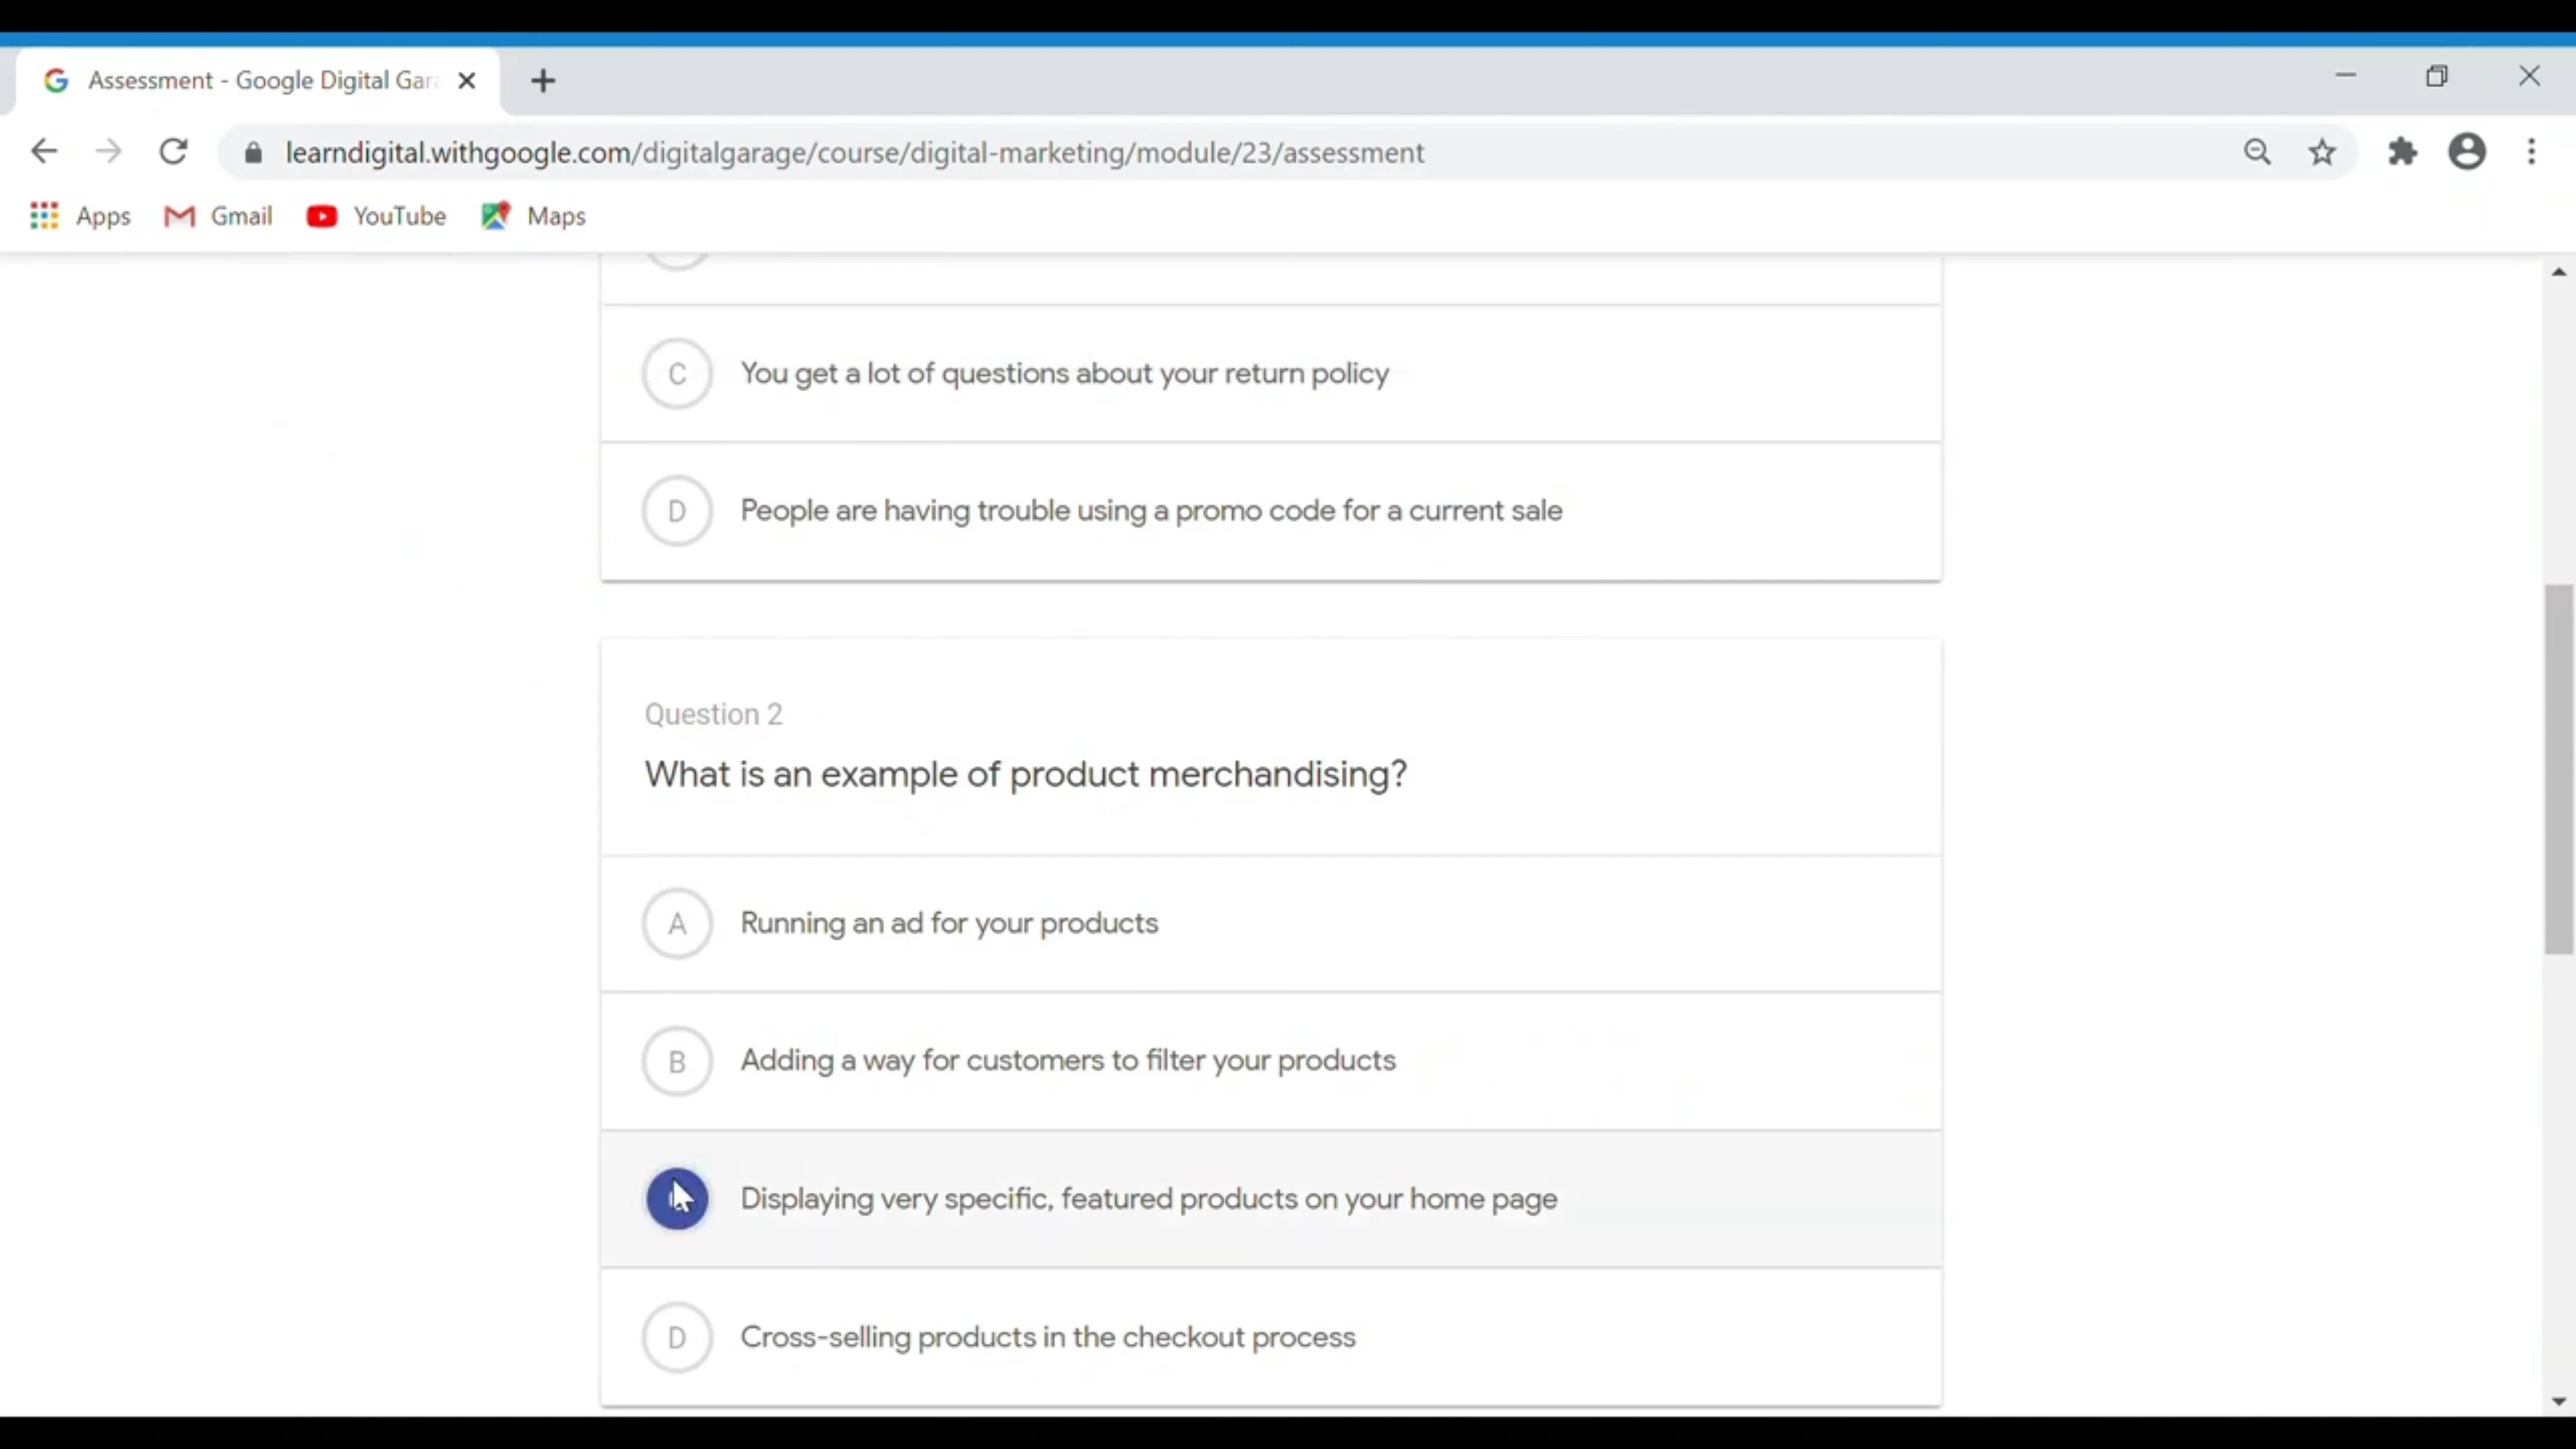 Assessment - Google Digital Gar
learndigital.withgoogle.com/digitalgarage/course/digital-marketing/module/23/assessment
Apps
Gmail
YouTube
Maps
C
You get a lot of questions about your return policy
D
People are having trouble using a promo code for a current sale
Question 2
What is an example of product merchandising?
A
Running an ad for your products
B
Adding a way for customers to filter your products
Displaying very specific, featured products on your home page
D
Cross-selling products in the checkout process